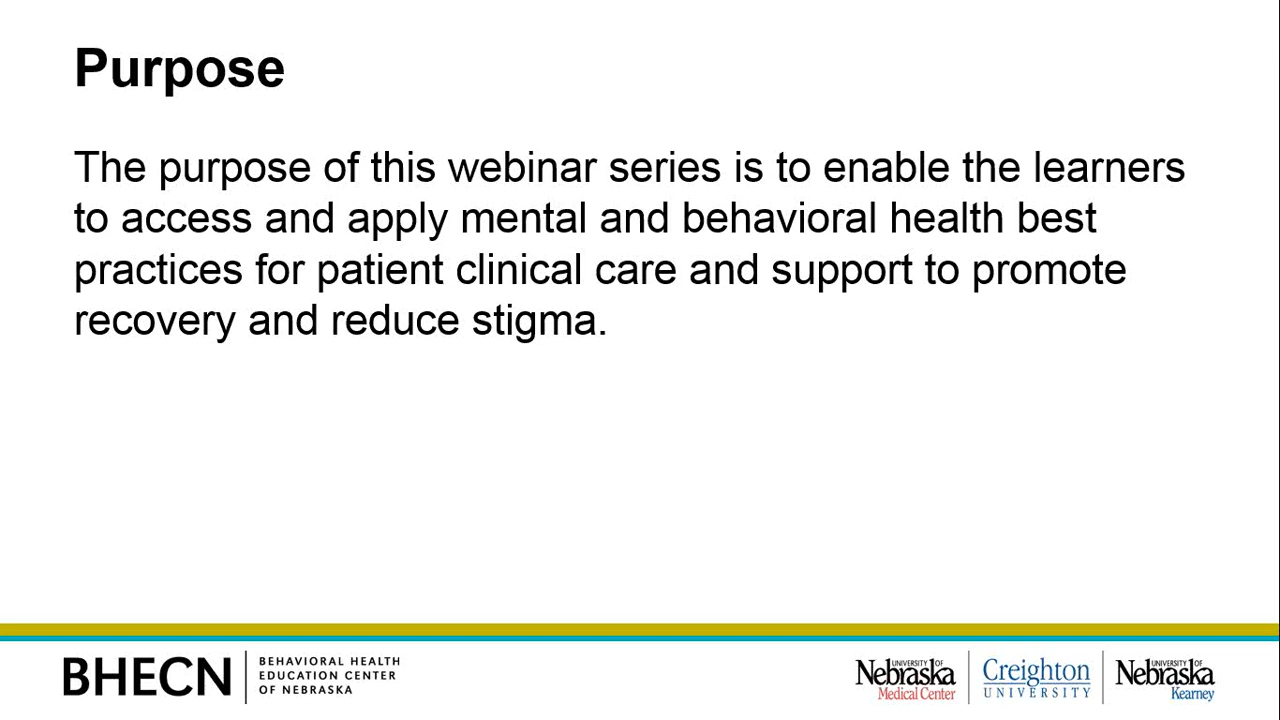 Purpose
The purpose of this webinar series is to enable the learners
to access and apply mental and behavioral health best
practices for patient clinical care and support to promote
recovery and reduce stigma.
BHECN
BEHAVIORAL HEALTH
EDUCATION CENTER
OF NEBRASKA
UNIVERSITY OF
Nebraska
Medical Center
Creighton
UNIVERSITY
UNIVERSITY OF
Nebraska
Kearney